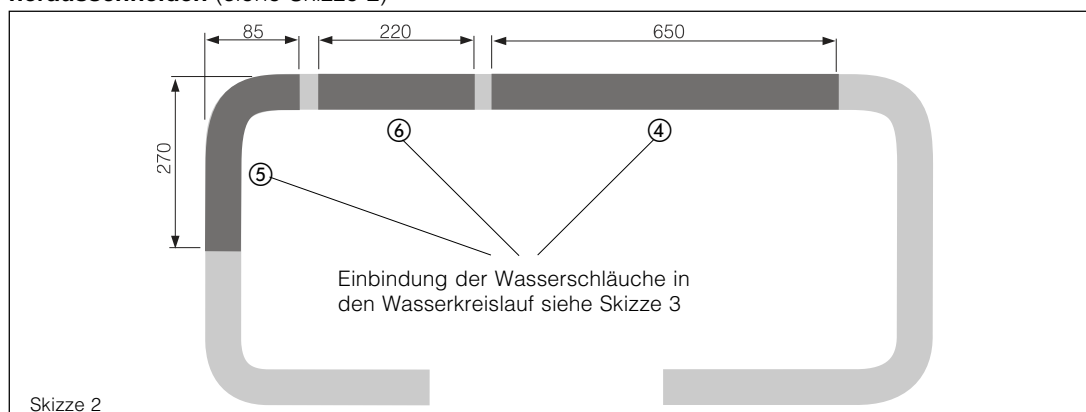 herausschneiden (siehe Skizze 2)
85 220 650
270
⑥ ④
⑤
Einbindung der Wasserschläuche in
den Wasserkreislauf siehe Skizze 3
Skizze 2